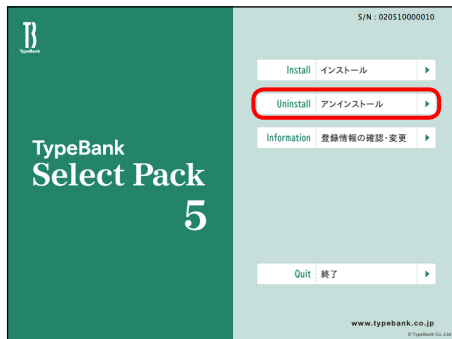 S/N : 020510000010
TB
TypeBank
Install インストール
Uninstall アンインストール
Information 登録情報の確認・変更
TypeBank
Select Pack
5
Quit 終了
www.typebank.co.jp
© TypeBank Co.,Ltd